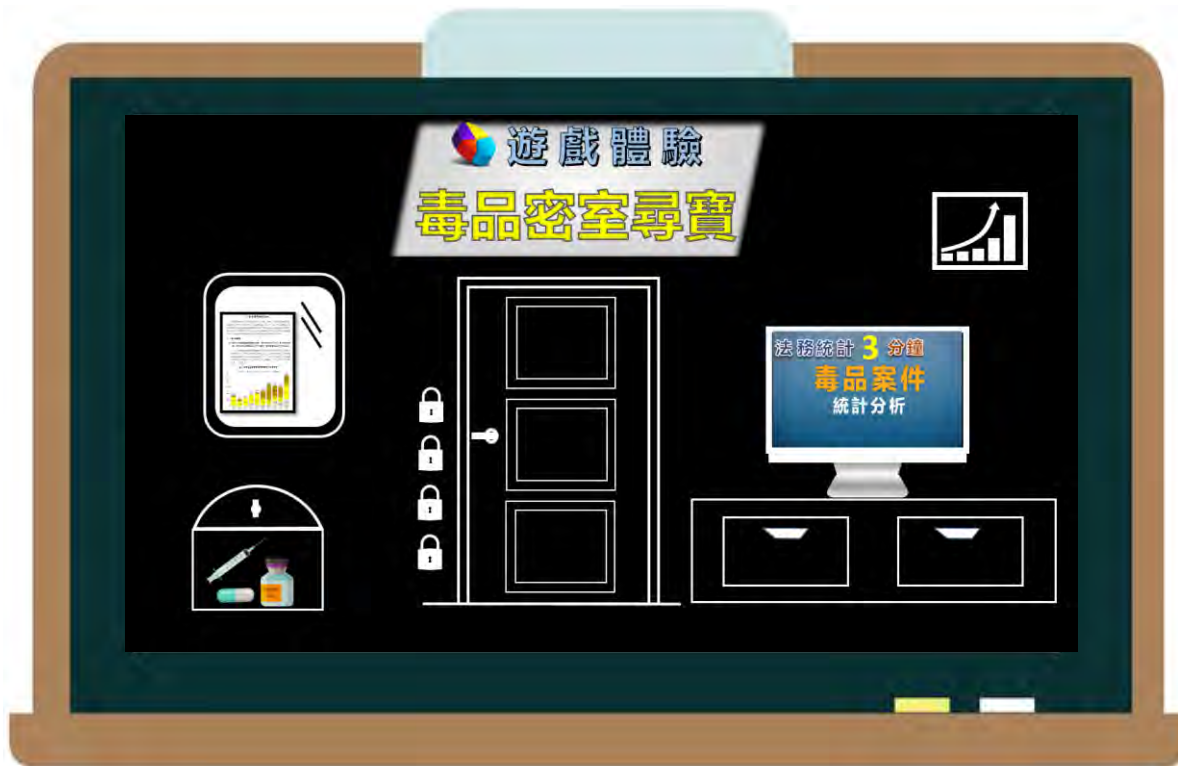 遊戲體驗
毒品密室尋寶
法務統計 3 分鐘
毒品案件
統計分析